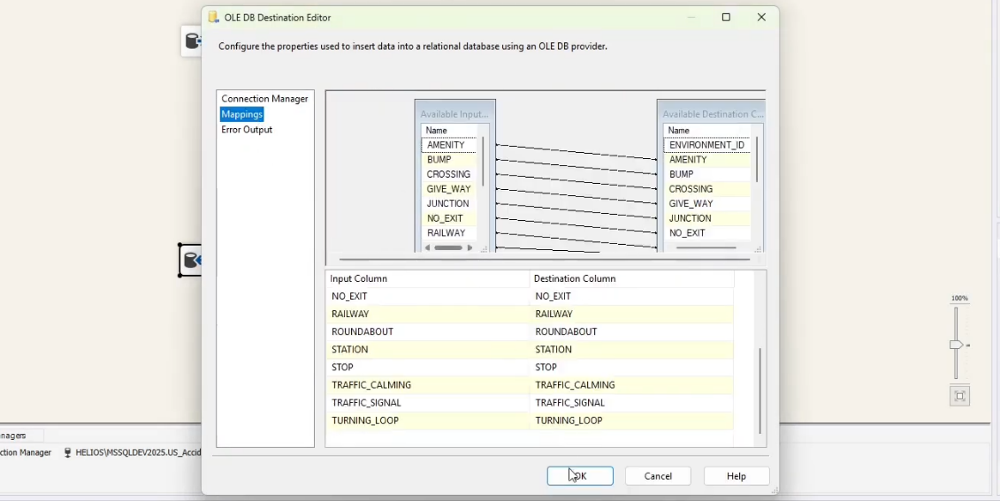 OLE DB Destination Editor
Configure the properties used to insert data into a relational database using an OLE DB provider.
Connection Manager
Mappings
Error Output
Available Input...
Name
AMENITY
BUMP
CROSSING
GIVE_WAY
JUNCTION
NO_EXIT
RAILWAY
Available Destination C...
Name
ENVIRONMENT_ID
AMENITY
BUMP
CROSSING
GIVE_WAY
JUNCTION
NO_EXIT
Input Column Destination Column
NO_EXIT NO_EXIT
RAILWAY RAILWAY
ROUNDABOUT ROUNDABOUT
STATION STATION
STOP STOP
TRAFFIC_CALMING TRAFFIC_CALMING
TRAFFIC_SIGNAL TRAFFIC_SIGNAL
TURNING_LOOP TURNING_LOOP
100%
nagers
ction Manager HELIOS\MSSQLDEV2025.US_Accid
OK Cancel Help